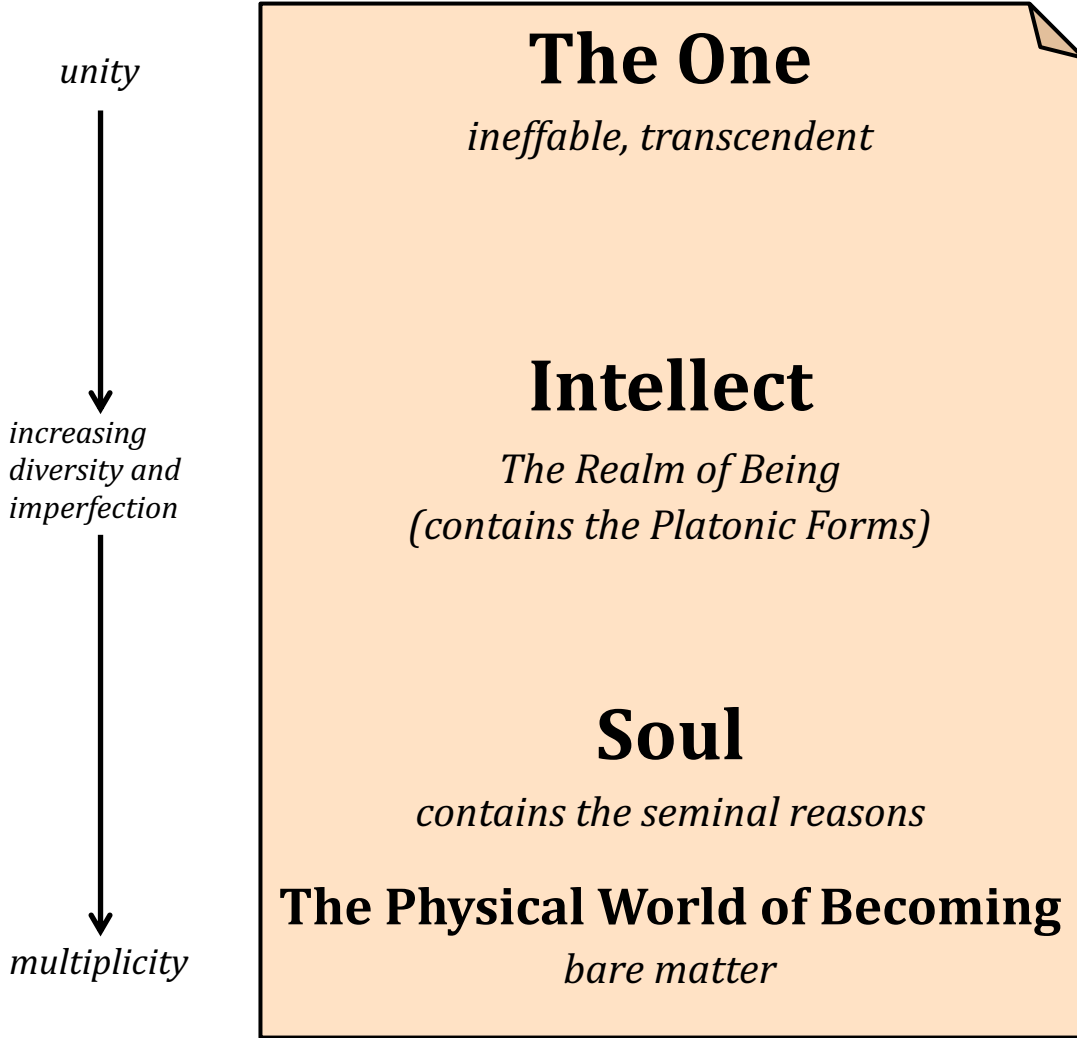 unity
increasing
diversity and
imperfection
multiplicity
The One
ineffable, transcendent
Intellect
The Realm of Being
(contains the Platonic Forms)
Soul
contains the seminal reasons
The Physical World of Becoming
bare matter